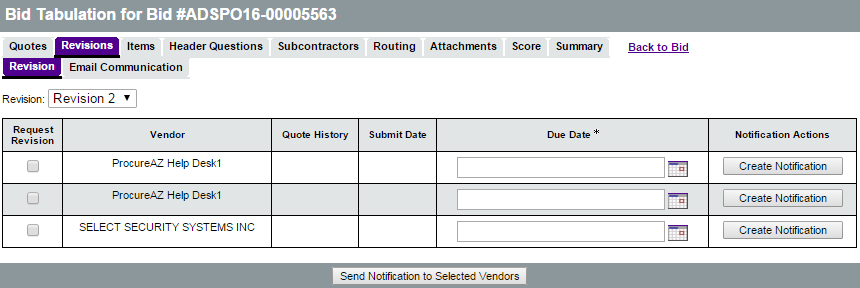 Bid Tabulation for Bid #ADSPO16-00005563
Quotes Revisions Items Header Questions Subcontractors Routing Attachments Score Summary Back to Bid
Revision Email Communication
Revision: Revision 2
Request Revision Vendor Quote History Submit Date Due Date * Notification Actions
ProcureAZ Help Desk1 Create Notification
ProcureAZ Help Desk1 Create Notification
SELECT SECURITY SYSTEMS INC Create Notification
Send Notification to Selected Vendors